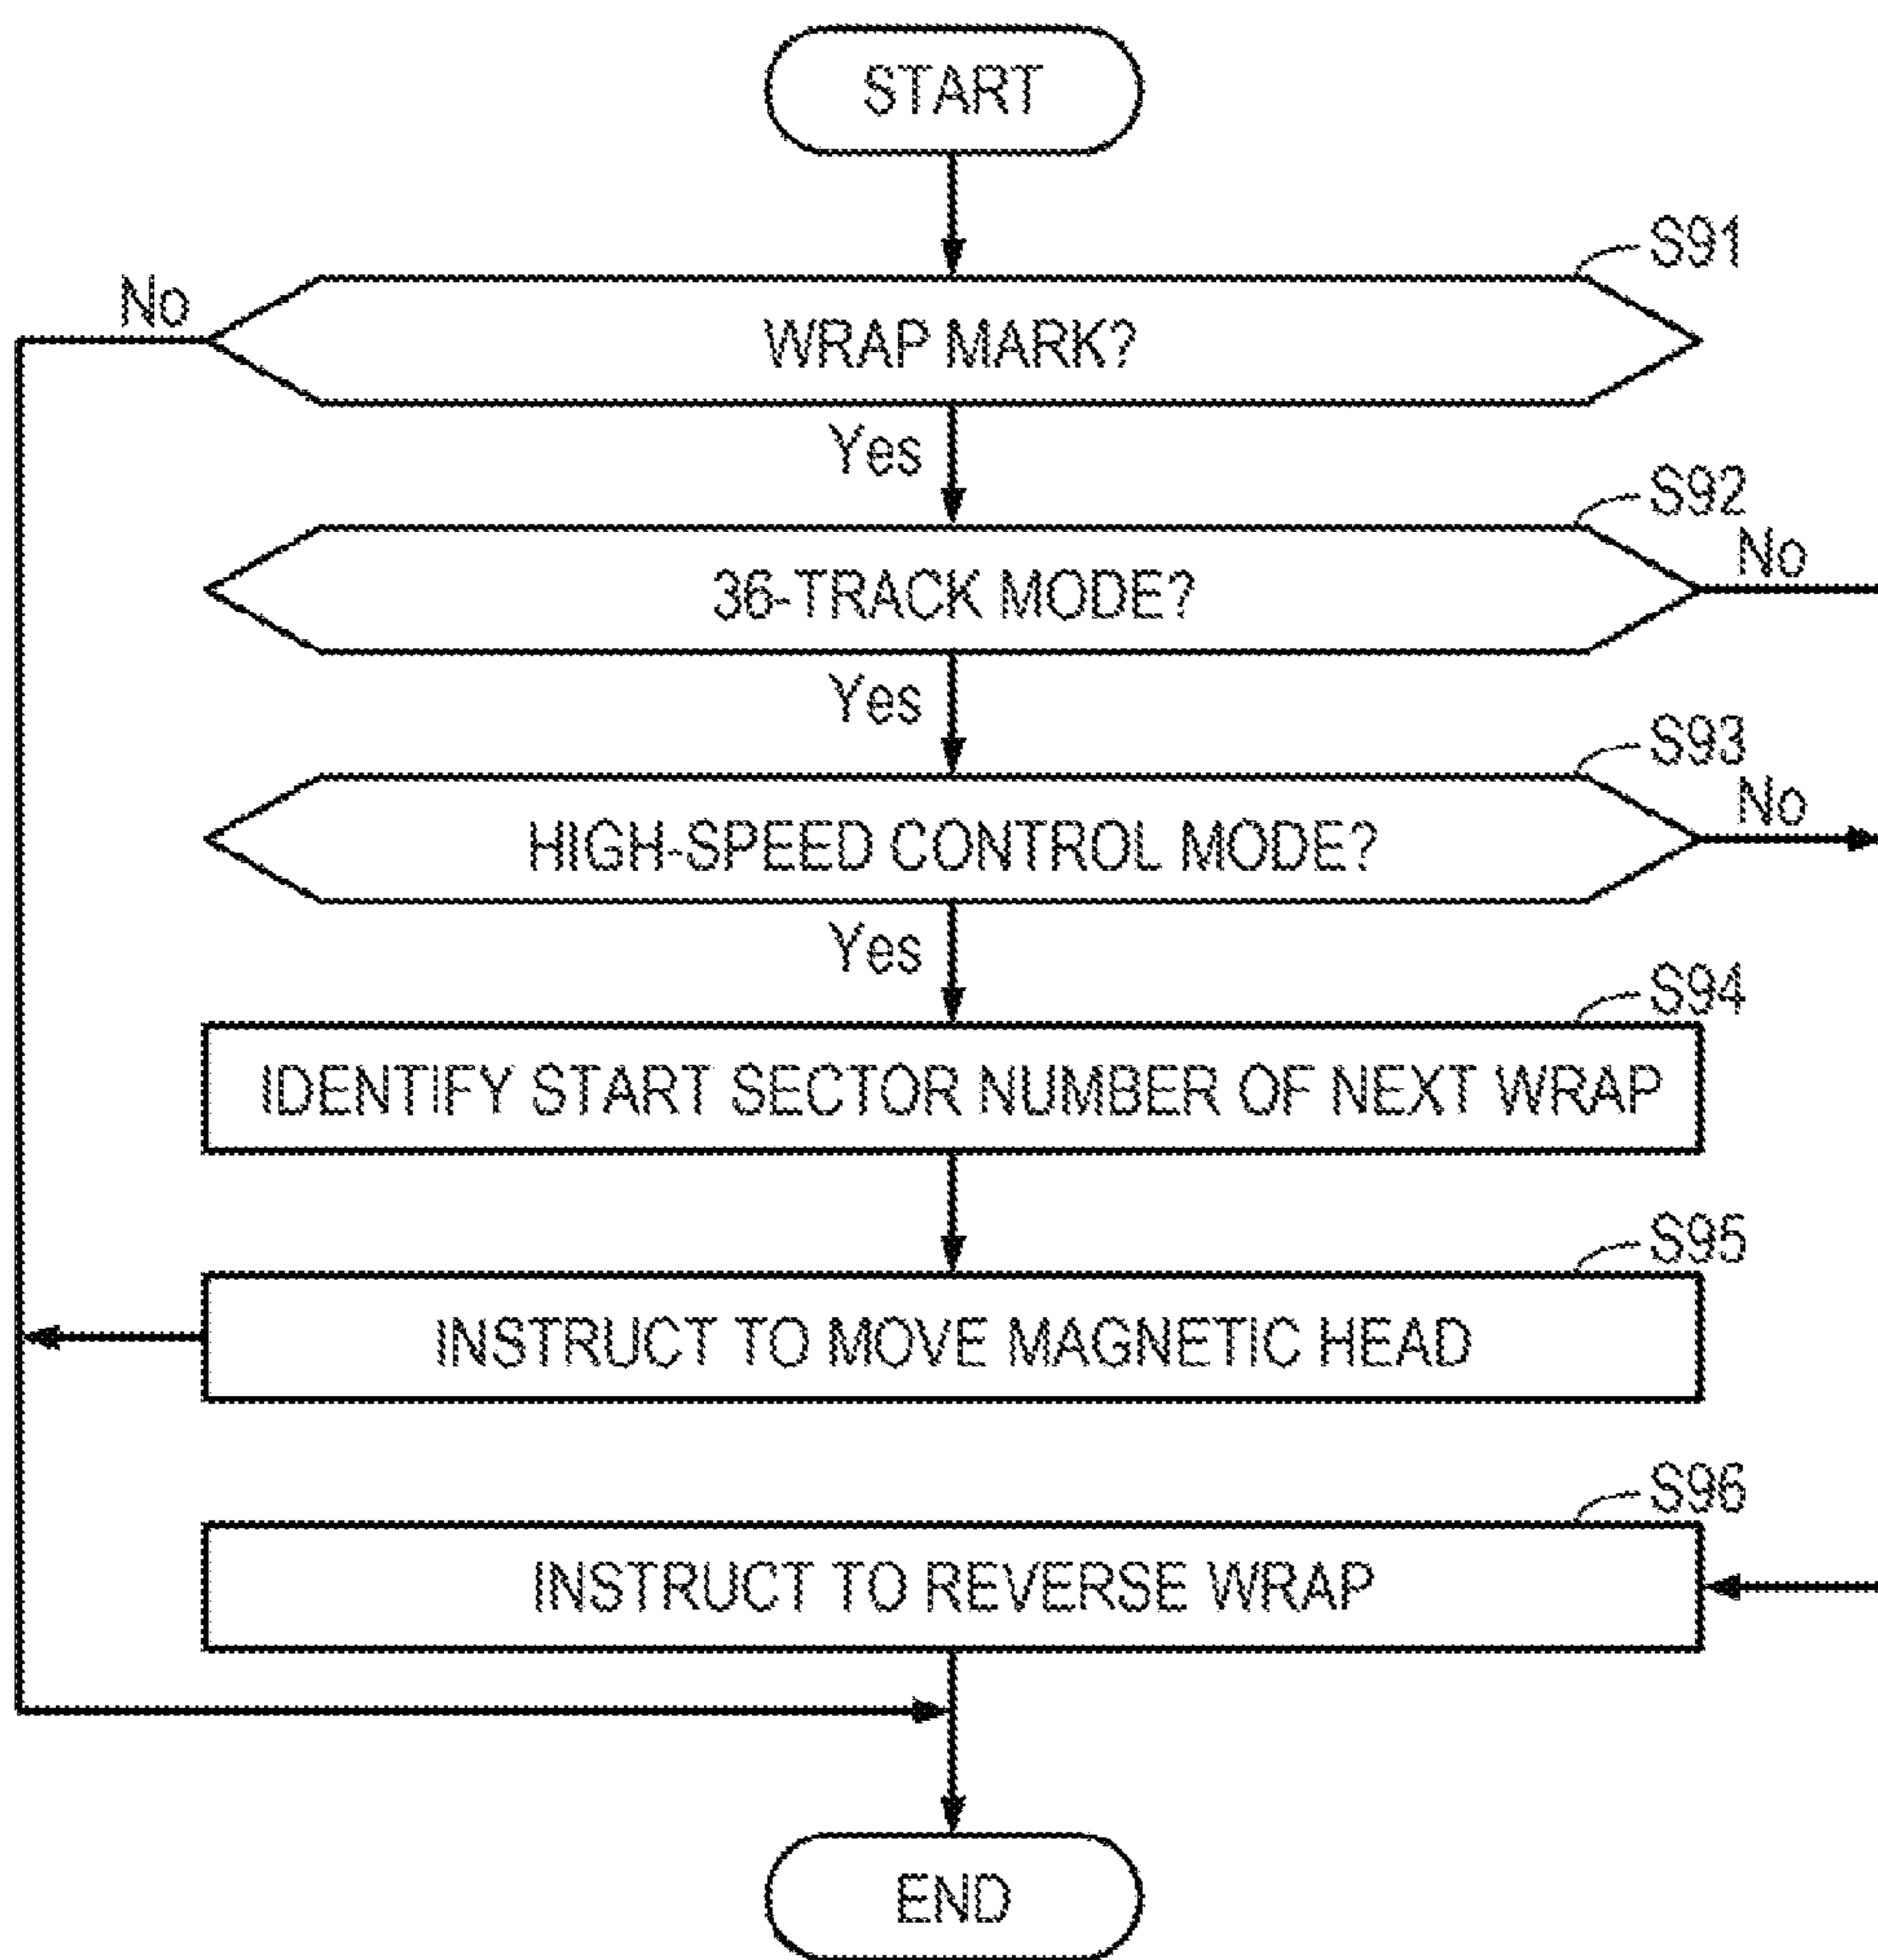 START
S91
No
WRAP MARK?
Yes
S92
No
36-TRACK MODE?
Yes
S93
No
HIGH-SPEED CONTROL MODE?
Yes
S94
IDENTIFY START SECTOR NUMBER OF NEXT WRAP
S95
INSTRUCT TO MOVE MAGNETIC HEAD
S96
INSTRUCT TO REVERSE WRAP
END